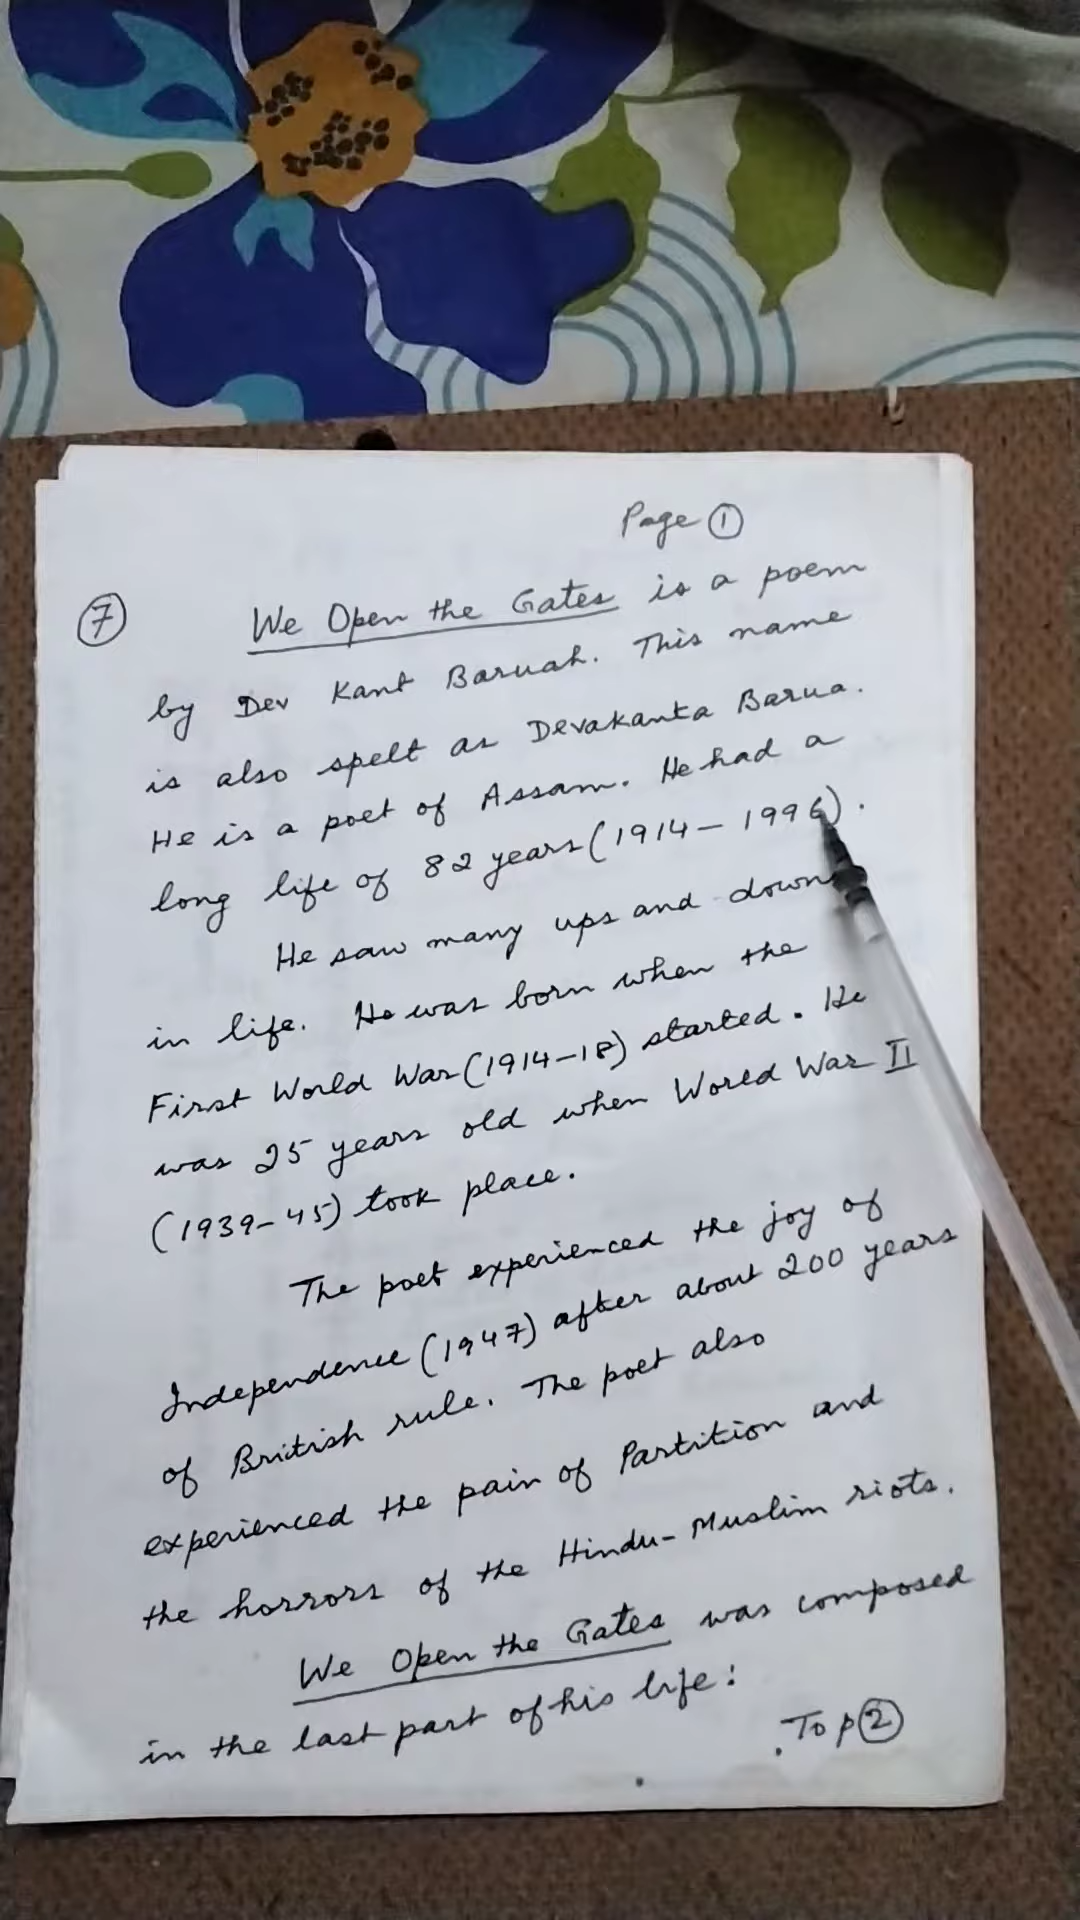 Page ①
⑦ We Open the Gates is a poem
by Dev Kant Baruah. This name
is also spelt as Devakanta Barua.
He is a poet of Assam. He had a
long life of 82 years (1914 – 1996).
He saw many ups and down
in life. He was born when the
First World War (1914–18) started. He
was 25 years old when World War II
(1939–45) took place.
The poet experienced the joy of
Independence (1947) after about 200 years
of British rule. The poet also
experienced the pain of Partition and
the horrors of the Hindu-Muslim riots.
We Open the Gates was composed
in the last part of his life:
To p②